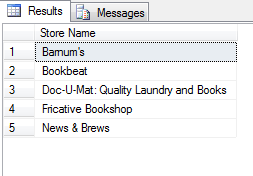 Results Messages
Store Name
1 Barnum's
2 Bookbeat
3 Doc-U-Mat: Quality Laundry and Books
4 Fricative Bookshop
5 News & Brews